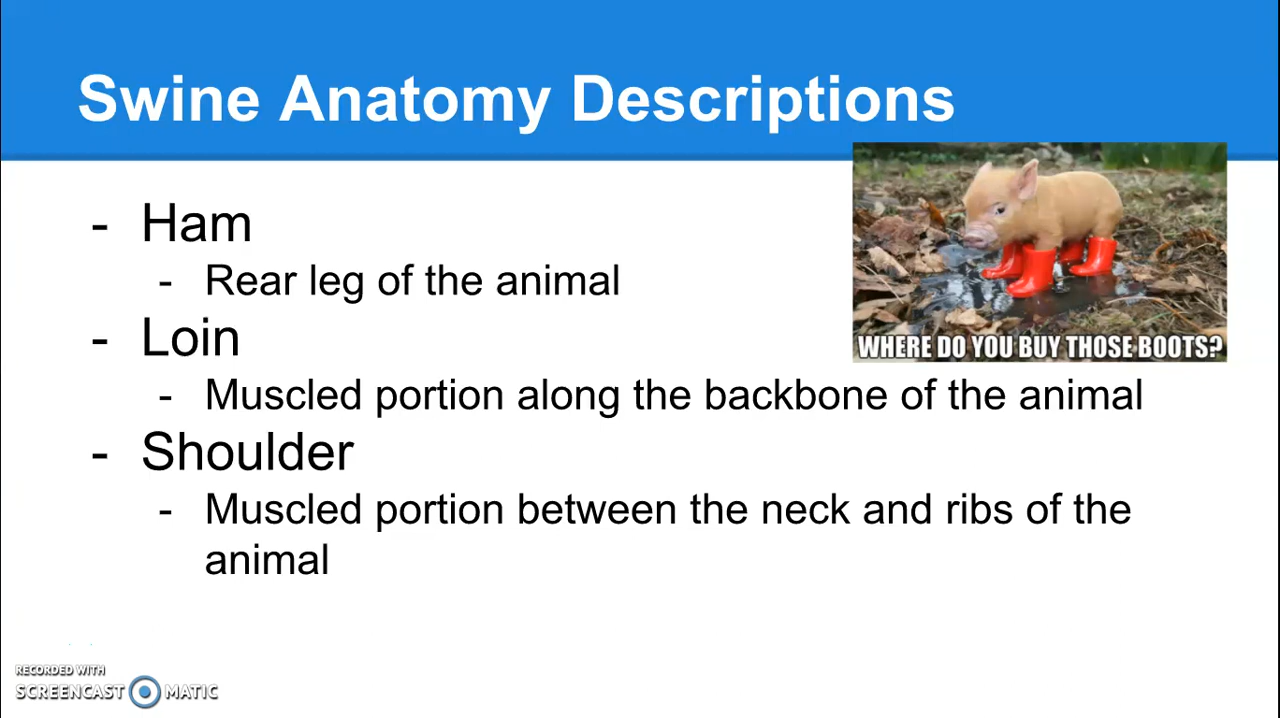 Swine Anatomy Descriptions
- Ham
- Rear leg of the animal
- Loin
WHERE DO YOU BUY THOSE BOOTS?
- Muscled portion along the backbone of the animal
- Shoulder
- Muscled portion between the neck and ribs of the
animal
RECORDED WITH
SCREENCAST MATIC